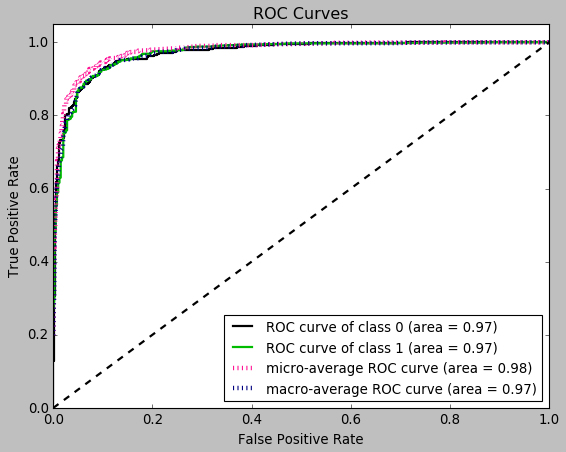 ROC Curves
1.0
0.8
0.6
0.4
0.2
0.0
True Positive Rate
ROC curve of class 0 (area = 0.97)
ROC curve of class 1 (area = 0.97)
micro-average ROC curve (area = 0.98)
macro-average ROC curve (area = 0.97)
0.0 0.2 0.4 0.6 0.8 1.0
False Positive Rate